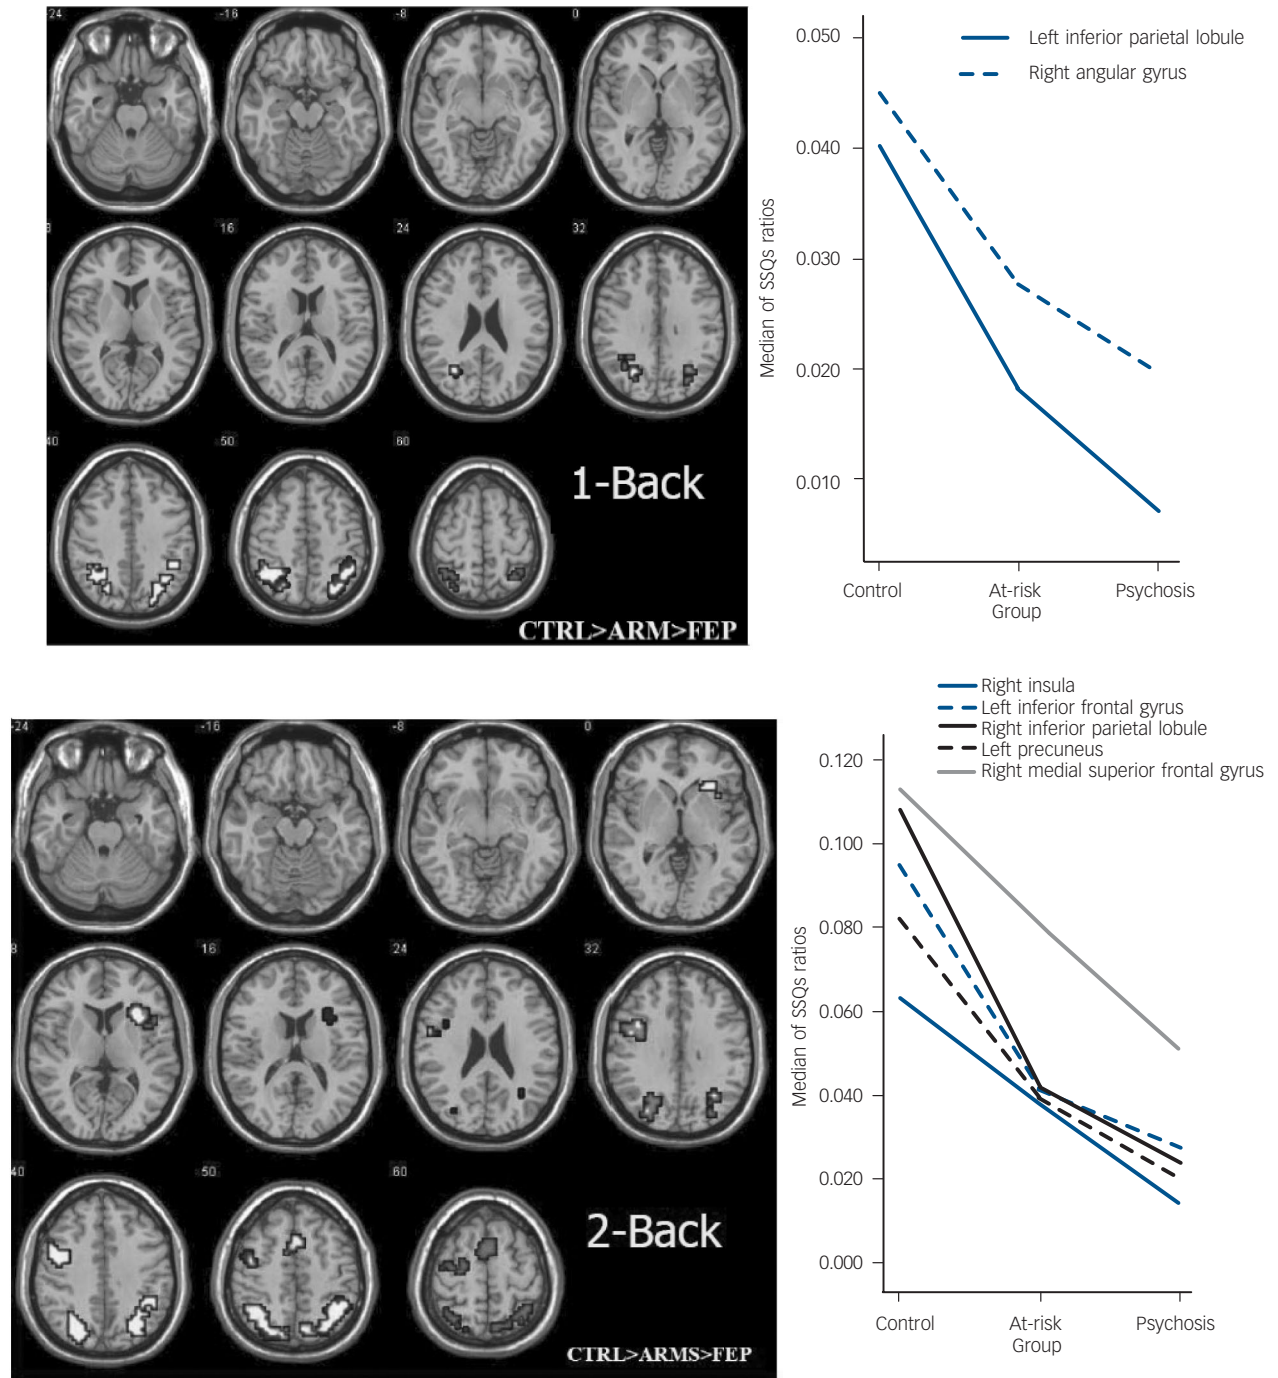 24
-16
-8
0
8
16
24
32
40
50
60
1-Back
CTRL>ARM>FEP
Left inferior parietal lobule
Right angular gyrus
0.050
0.040
0.030
0.020
0.010
Median of SSQs ratios
Control
At-risk
Group
Psychosis
-24
-16
-8
0
8
16
24
32
40
50
60
2-Back
CTRL>ARMS>FEP
Right insula
Left inferior frontal gyrus
Right inferior parietal lobule
Left precuneus
Right medial superior frontal gyrus
0.120
0.100
0.080
0.060
0.040
0.020
0.000
Median of SSQs ratios
Control
At-risk
Group
Psychosis